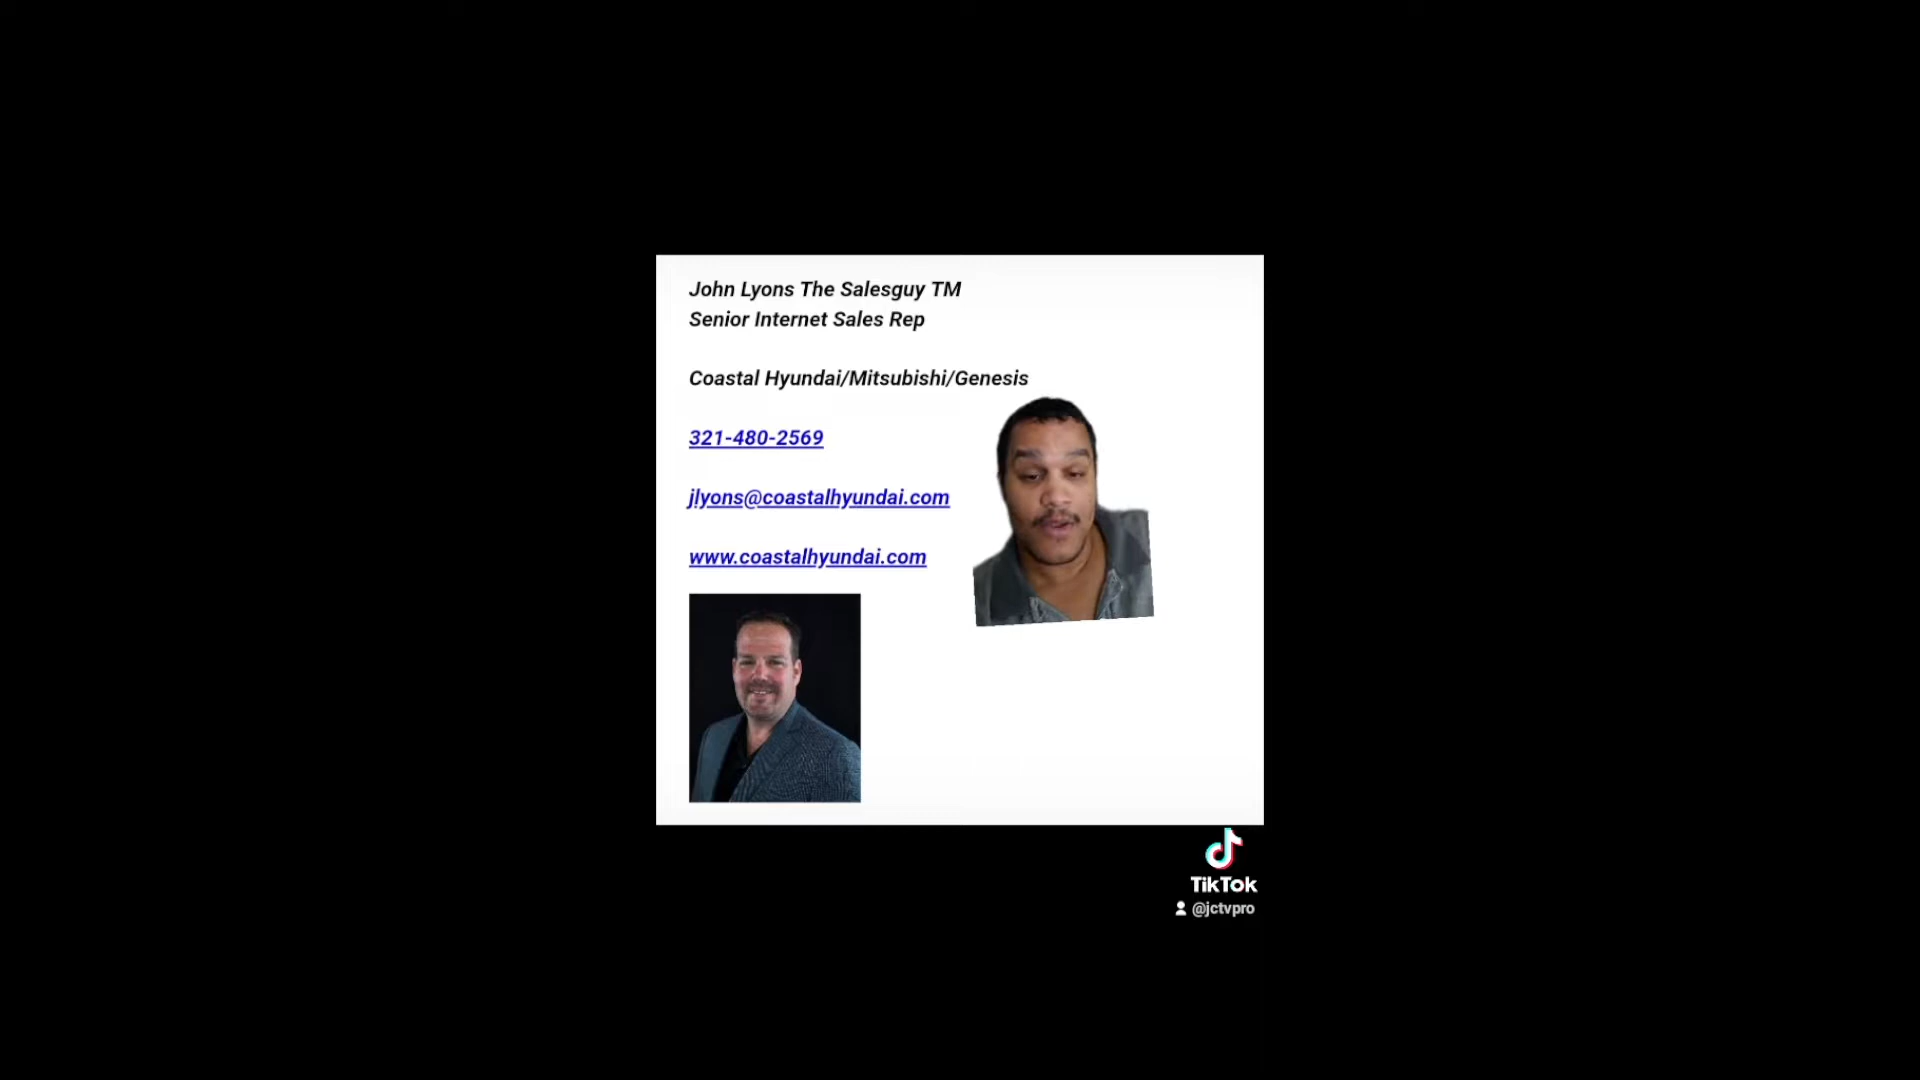 John Lyons The Salesguy TM
Senior Internet Sales Rep
Coastal Hyundai/Mitsubishi/Genesis
321-480-2569
jlyons@coastalhyundai.com
www.coastalhyundai.com
TikTok
@jctvpro